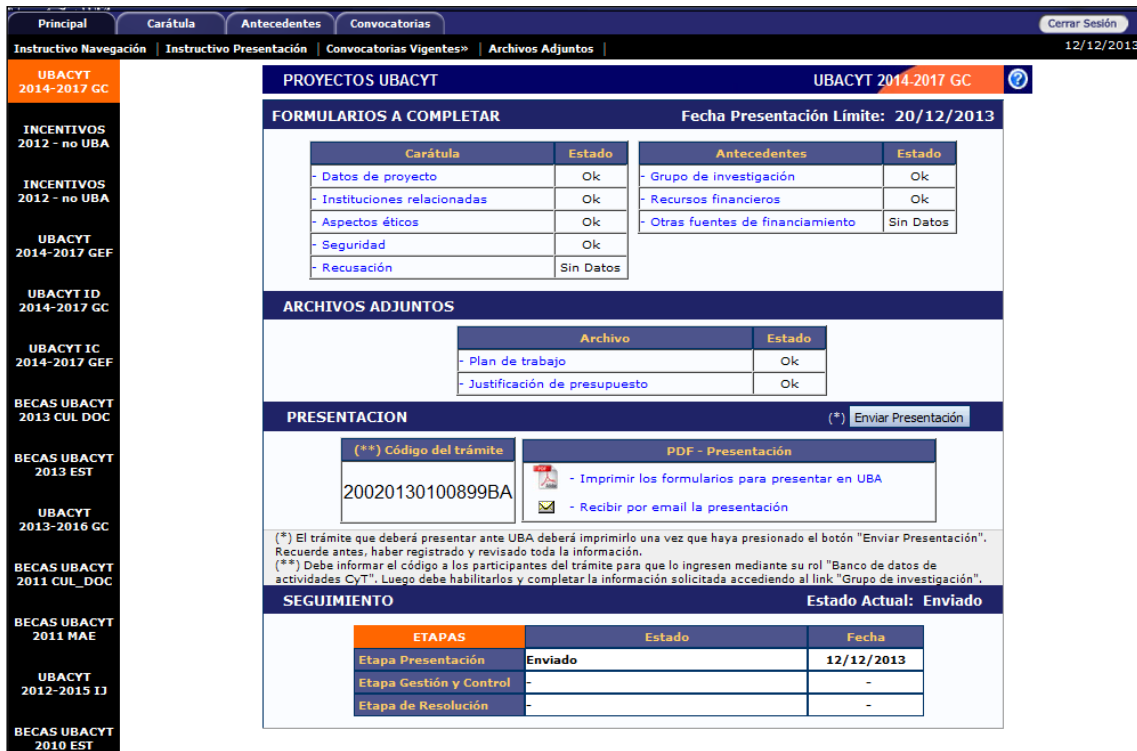 Principal Carátula Antecedentes Convocatorias Cerrar Sesión
Instructivo Navegación | Instructivo Presentación | Convocatorias Vigentes» | Archivos Adjuntos | 12/12/2013
UBACYT
2014-2017 GC
INCENTIVOS
2012 - no UBA
INCENTIVOS
2012 - no UBA
UBACYT
2014-2017 GEF
UBACYT ID
2014-2017 GC
UBACYT IC
2014-2017 GEF
BECAS UBACYT
2013 CUL DOC
BECAS UBACYT
2013 EST
UBACYT
2013-2016 GC
BECAS UBACYT
2011 CUL_DOC
BECAS UBACYT
2011 MAE
UBACYT
2012-2015 IJ
BECAS UBACYT
2010 EST
PROYECTOS UBACYT UBACYT 2014-2017 GC ?
FORMULARIOS A COMPLETAR Fecha Presentación Límite: 20/12/2013
Carátula Estado
- Datos de proyecto Ok
- Instituciones relacionadas Ok
- Aspectos éticos Ok
- Seguridad Ok
- Recusación Sin Datos
Antecedentes Estado
- Grupo de investigación Ok
- Recursos financieros Ok
- Otras fuentes de financiamiento Sin Datos
ARCHIVOS ADJUNTOS
Archivo Estado
- Plan de trabajo Ok
- Justificación de presupuesto Ok
PRESENTACION (*) Enviar Presentación
(**) Código del trámite
20020130100899BA
PDF - Presentación
- Imprimir los formularios para presentar en UBA
- Recibir por email la presentación
(*) El trámite que deberá presentar ante UBA deberá imprimirlo una vez que haya presionado el botón "Enviar Presentación".
Recuerde antes, haber registrado y revisado toda la información.
(**) Debe informar el código a los participantes del trámite para que lo ingresen mediante su rol "Banco de datos de
actividades CyT". Luego debe habilitarlos y completar la información solicitada accediendo al link "Grupo de investigación".
SEGUIMIENTO Estado Actual: Enviado
ETAPAS Estado Fecha
Etapa Presentación Enviado 12/12/2013
Etapa Gestión y Control - -
Etapa de Resolución - -